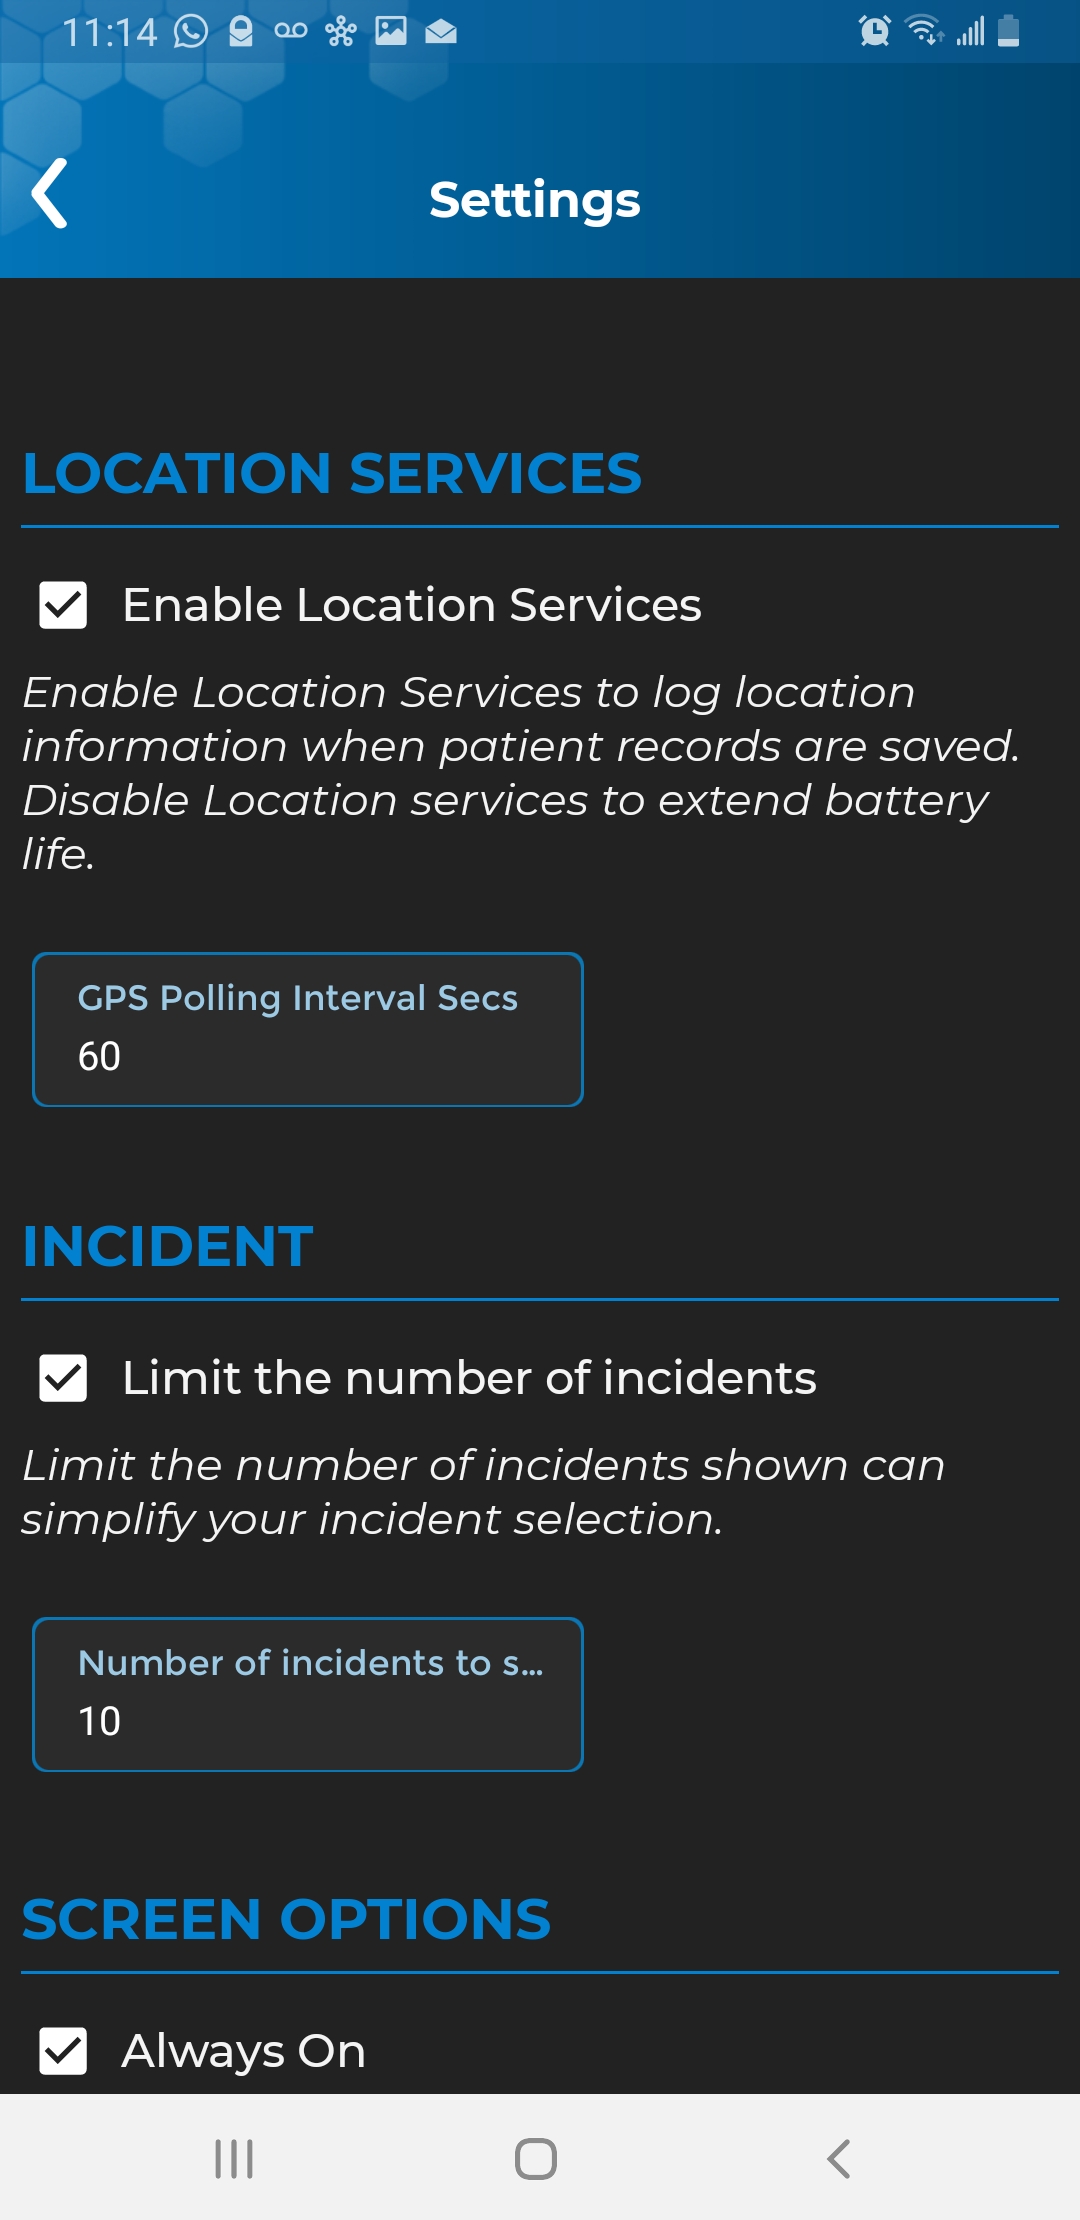 11:14
Settings
LOCATION SERVICES
Enable Location Services
Enable Location Services to log location
information when patient records are saved.
Disable Location services to extend battery
life.
GPS Polling Interval Secs
60
INCIDENT
Limit the number of incidents
Limit the number of incidents shown can
simplify your incident selection.
Number of incidents to s...
10
SCREEN OPTIONS
Always On